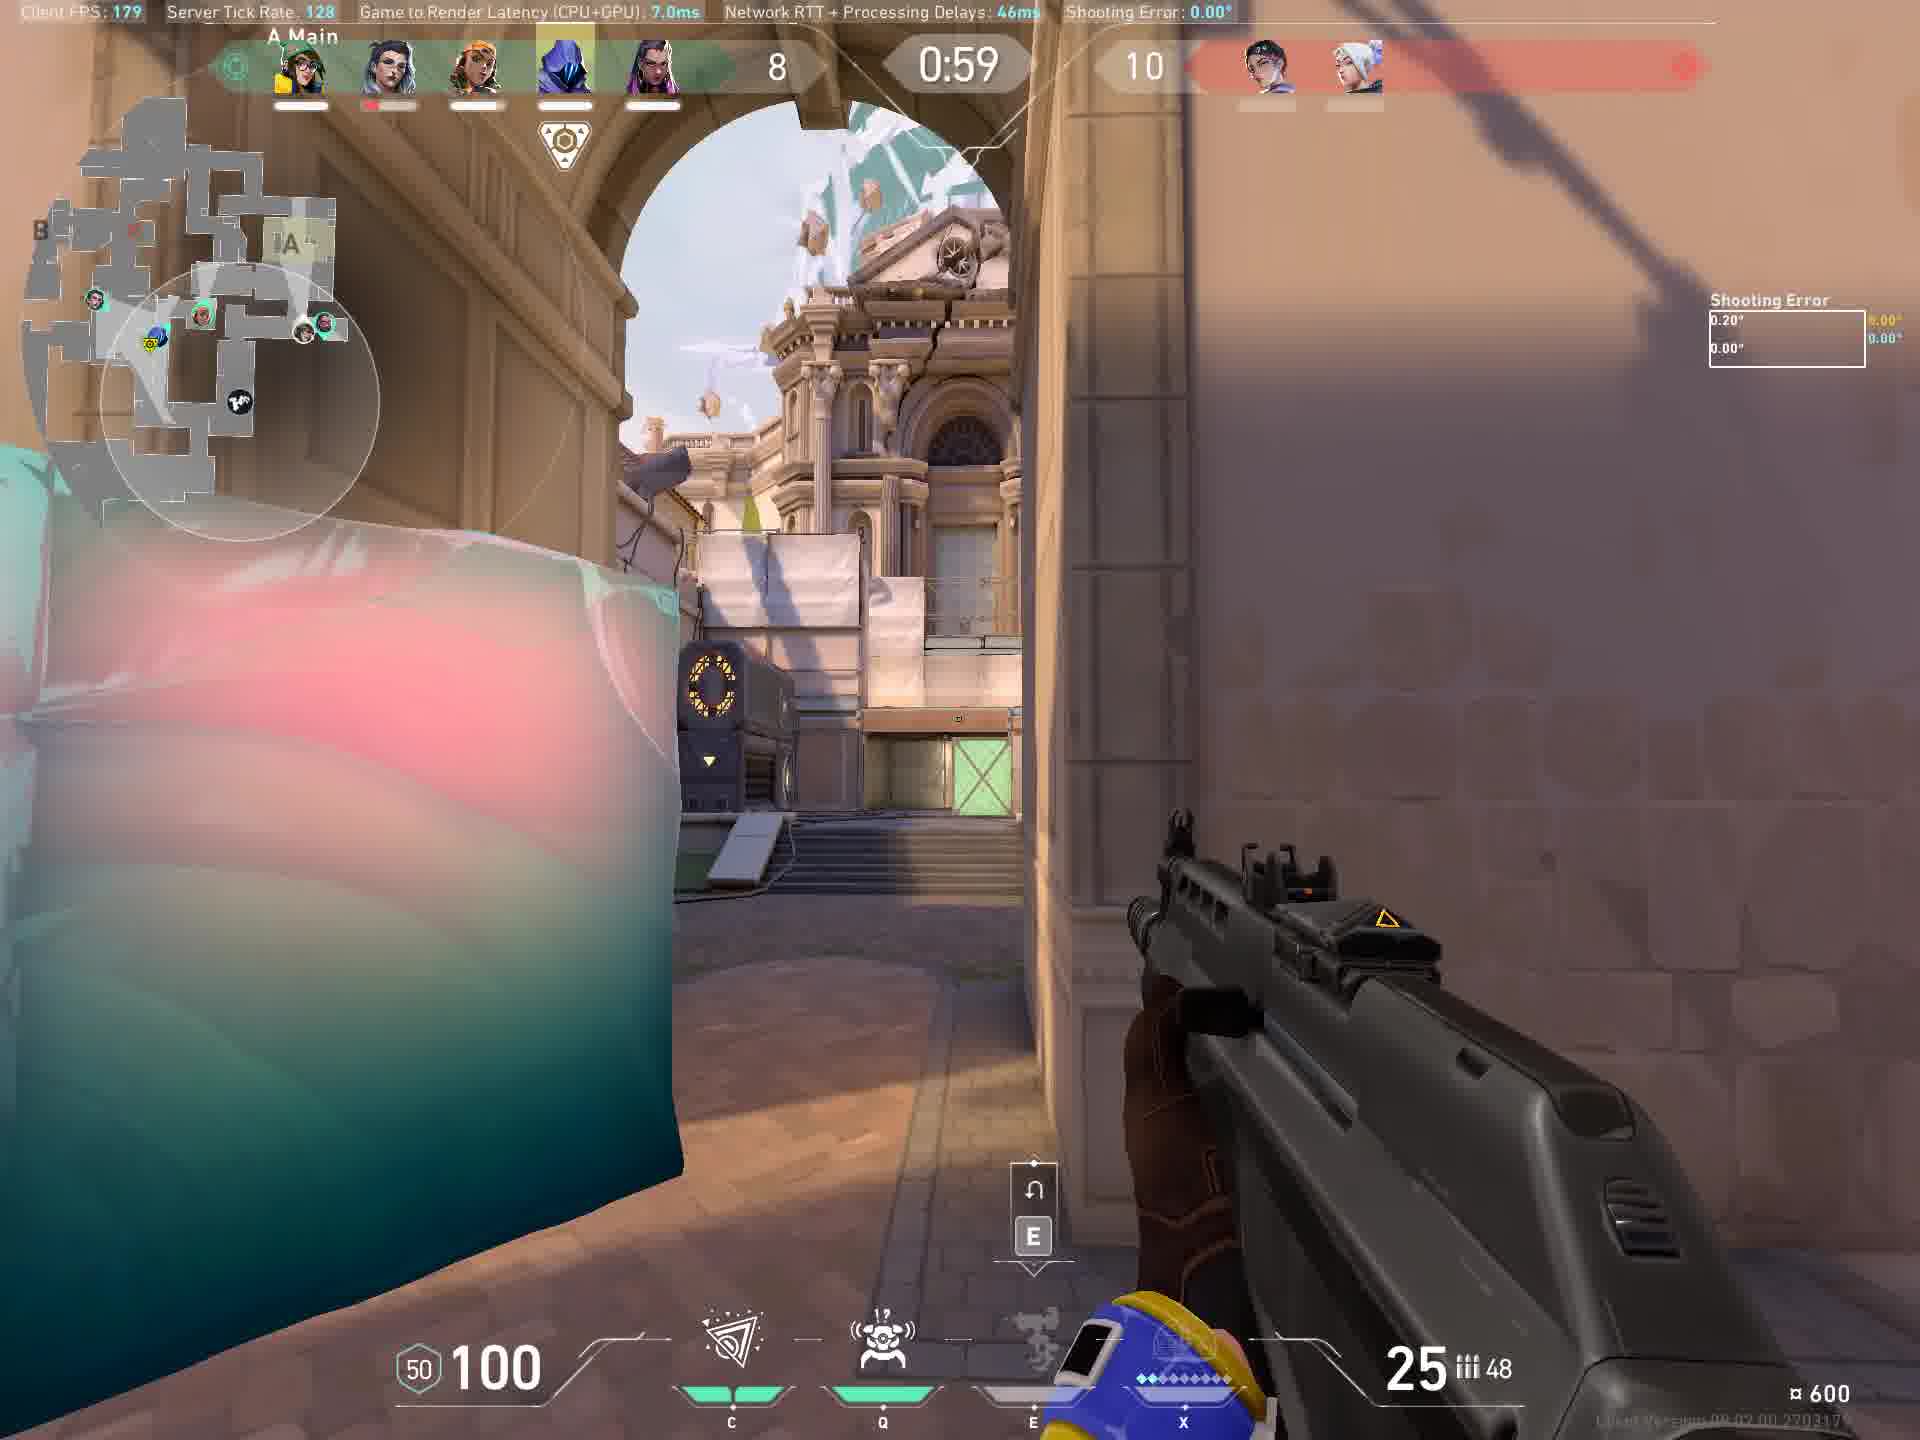 Client FPS: 179 Server Tick Rate: 128 Game to Render Latency (CPU+GPU): 7.0ms Network RTT + Processing Delays: 46ms Shooting Error: 0.00°
A Main
8 0:59 10
B
A
Shooting Error
0.20° 0.00°
0.00° 0.00°
E
50 100
25 48
¤ 600
C Q E X